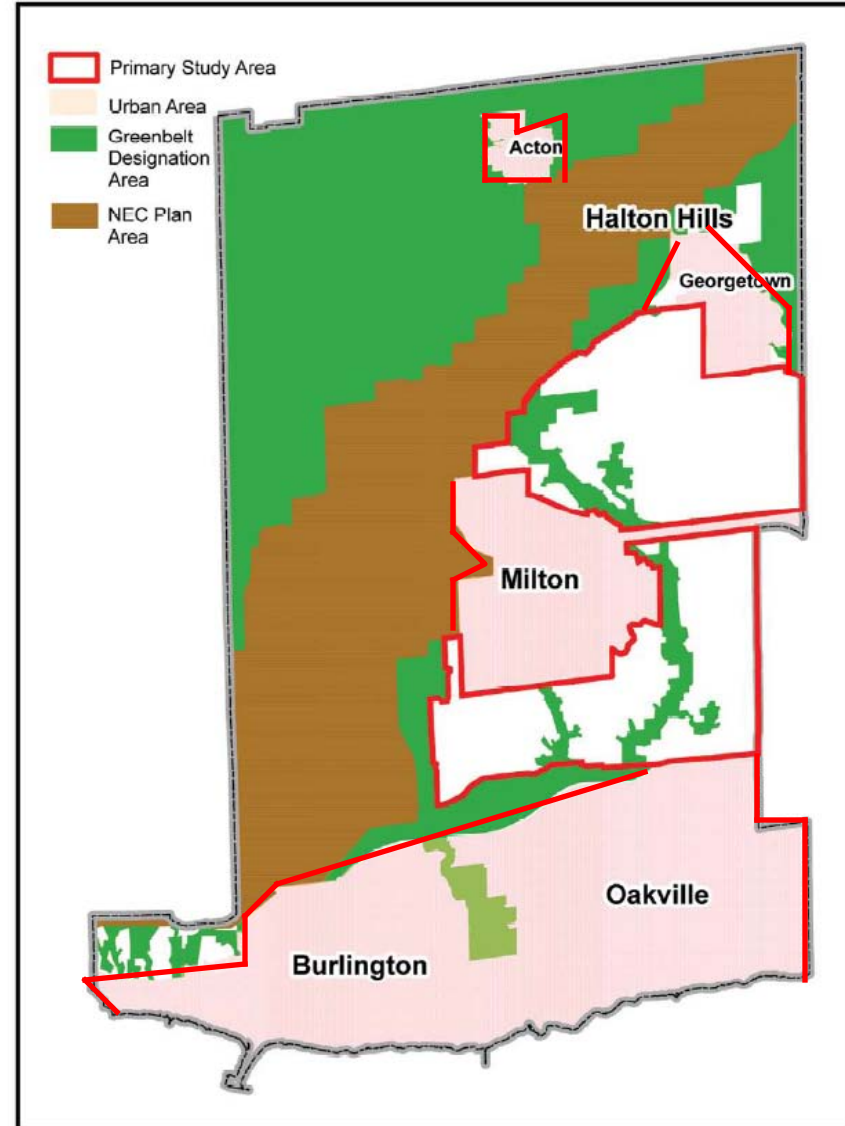 Primary Study Area
Urban Area
Greenbelt
Designation
Area
NEC Plan
Area
Acton
Halton Hills
Georgetown
Milton
Oakville
Burlington